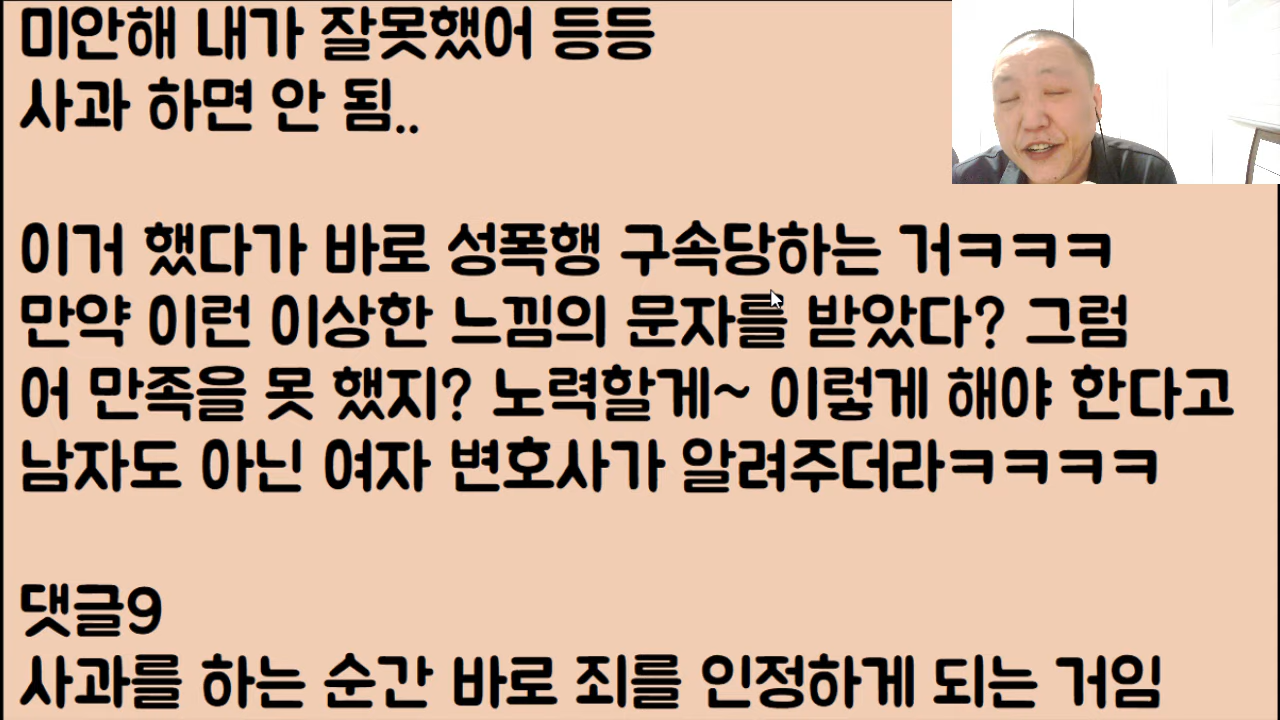 미안해 내가 잘못했어 등등
사과 하면 안 됨..
이거 했다가 바로 성폭행 구속당하는 거ㅋㅋㅋ
만약 이런 이상한 느낌의 문자를 받았다? 그럼
어 만족을 못 했지? 노력할게~ 이렇게 해야 한다고
남자도 아닌 여자 변호사가 알려주더라ㅋㅋㅋㅋ
댓글9
사과를 하는 순간 바로 죄를 인정하게 되는 거임